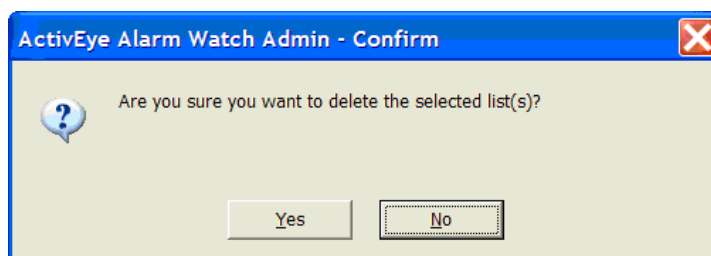 ActivEye Alarm Watch Admin - Confirm
Are you sure you want to delete the selected list(s)?
Yes No